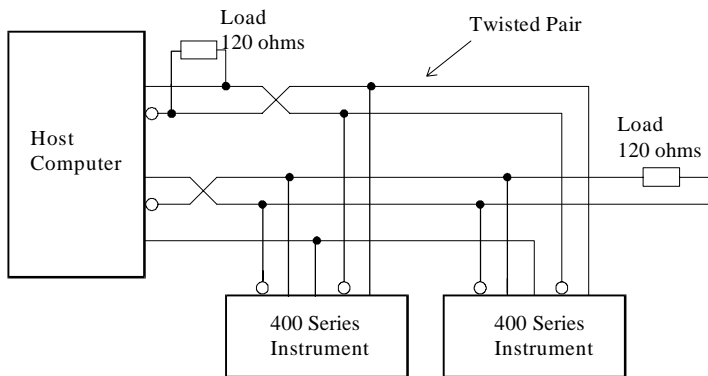 Load
120 ohms
Twisted Pair
Host
Computer
Load
120 ohms
400 Series
Instrument
400 Series
Instrument